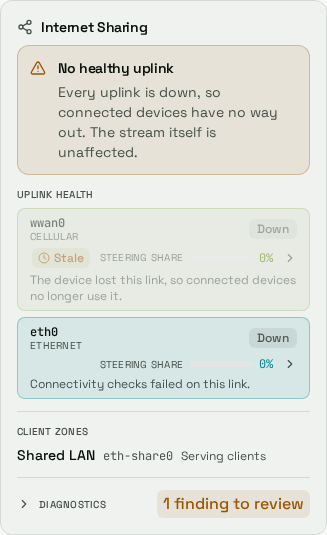 Internet Sharing
No healthy uplink
Every uplink is down, so
connected devices have no way
out. The stream itself is
unaffected.
UPLINK HEALTH
wwan0
CELLULAR
Down
Stale
STEERING SHARE
0%
The device lost this link, so connected devices
no longer use it.
eth0
ETHERNET
Down
STEERING SHARE
0%
Connectivity checks failed on this link.
CLIENT ZONES
Shared LAN eth-share0 Serving clients
DIAGNOSTICS
1 finding to review